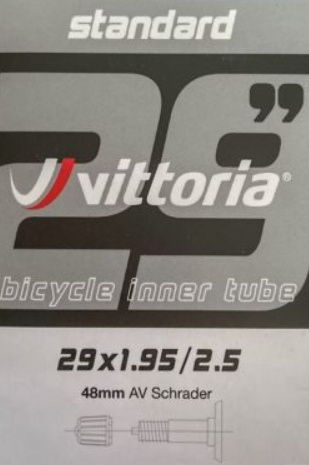 standard
29”
vittoria®
bicycle inner tube
29x1.95/2.5
48mm AV Schrader